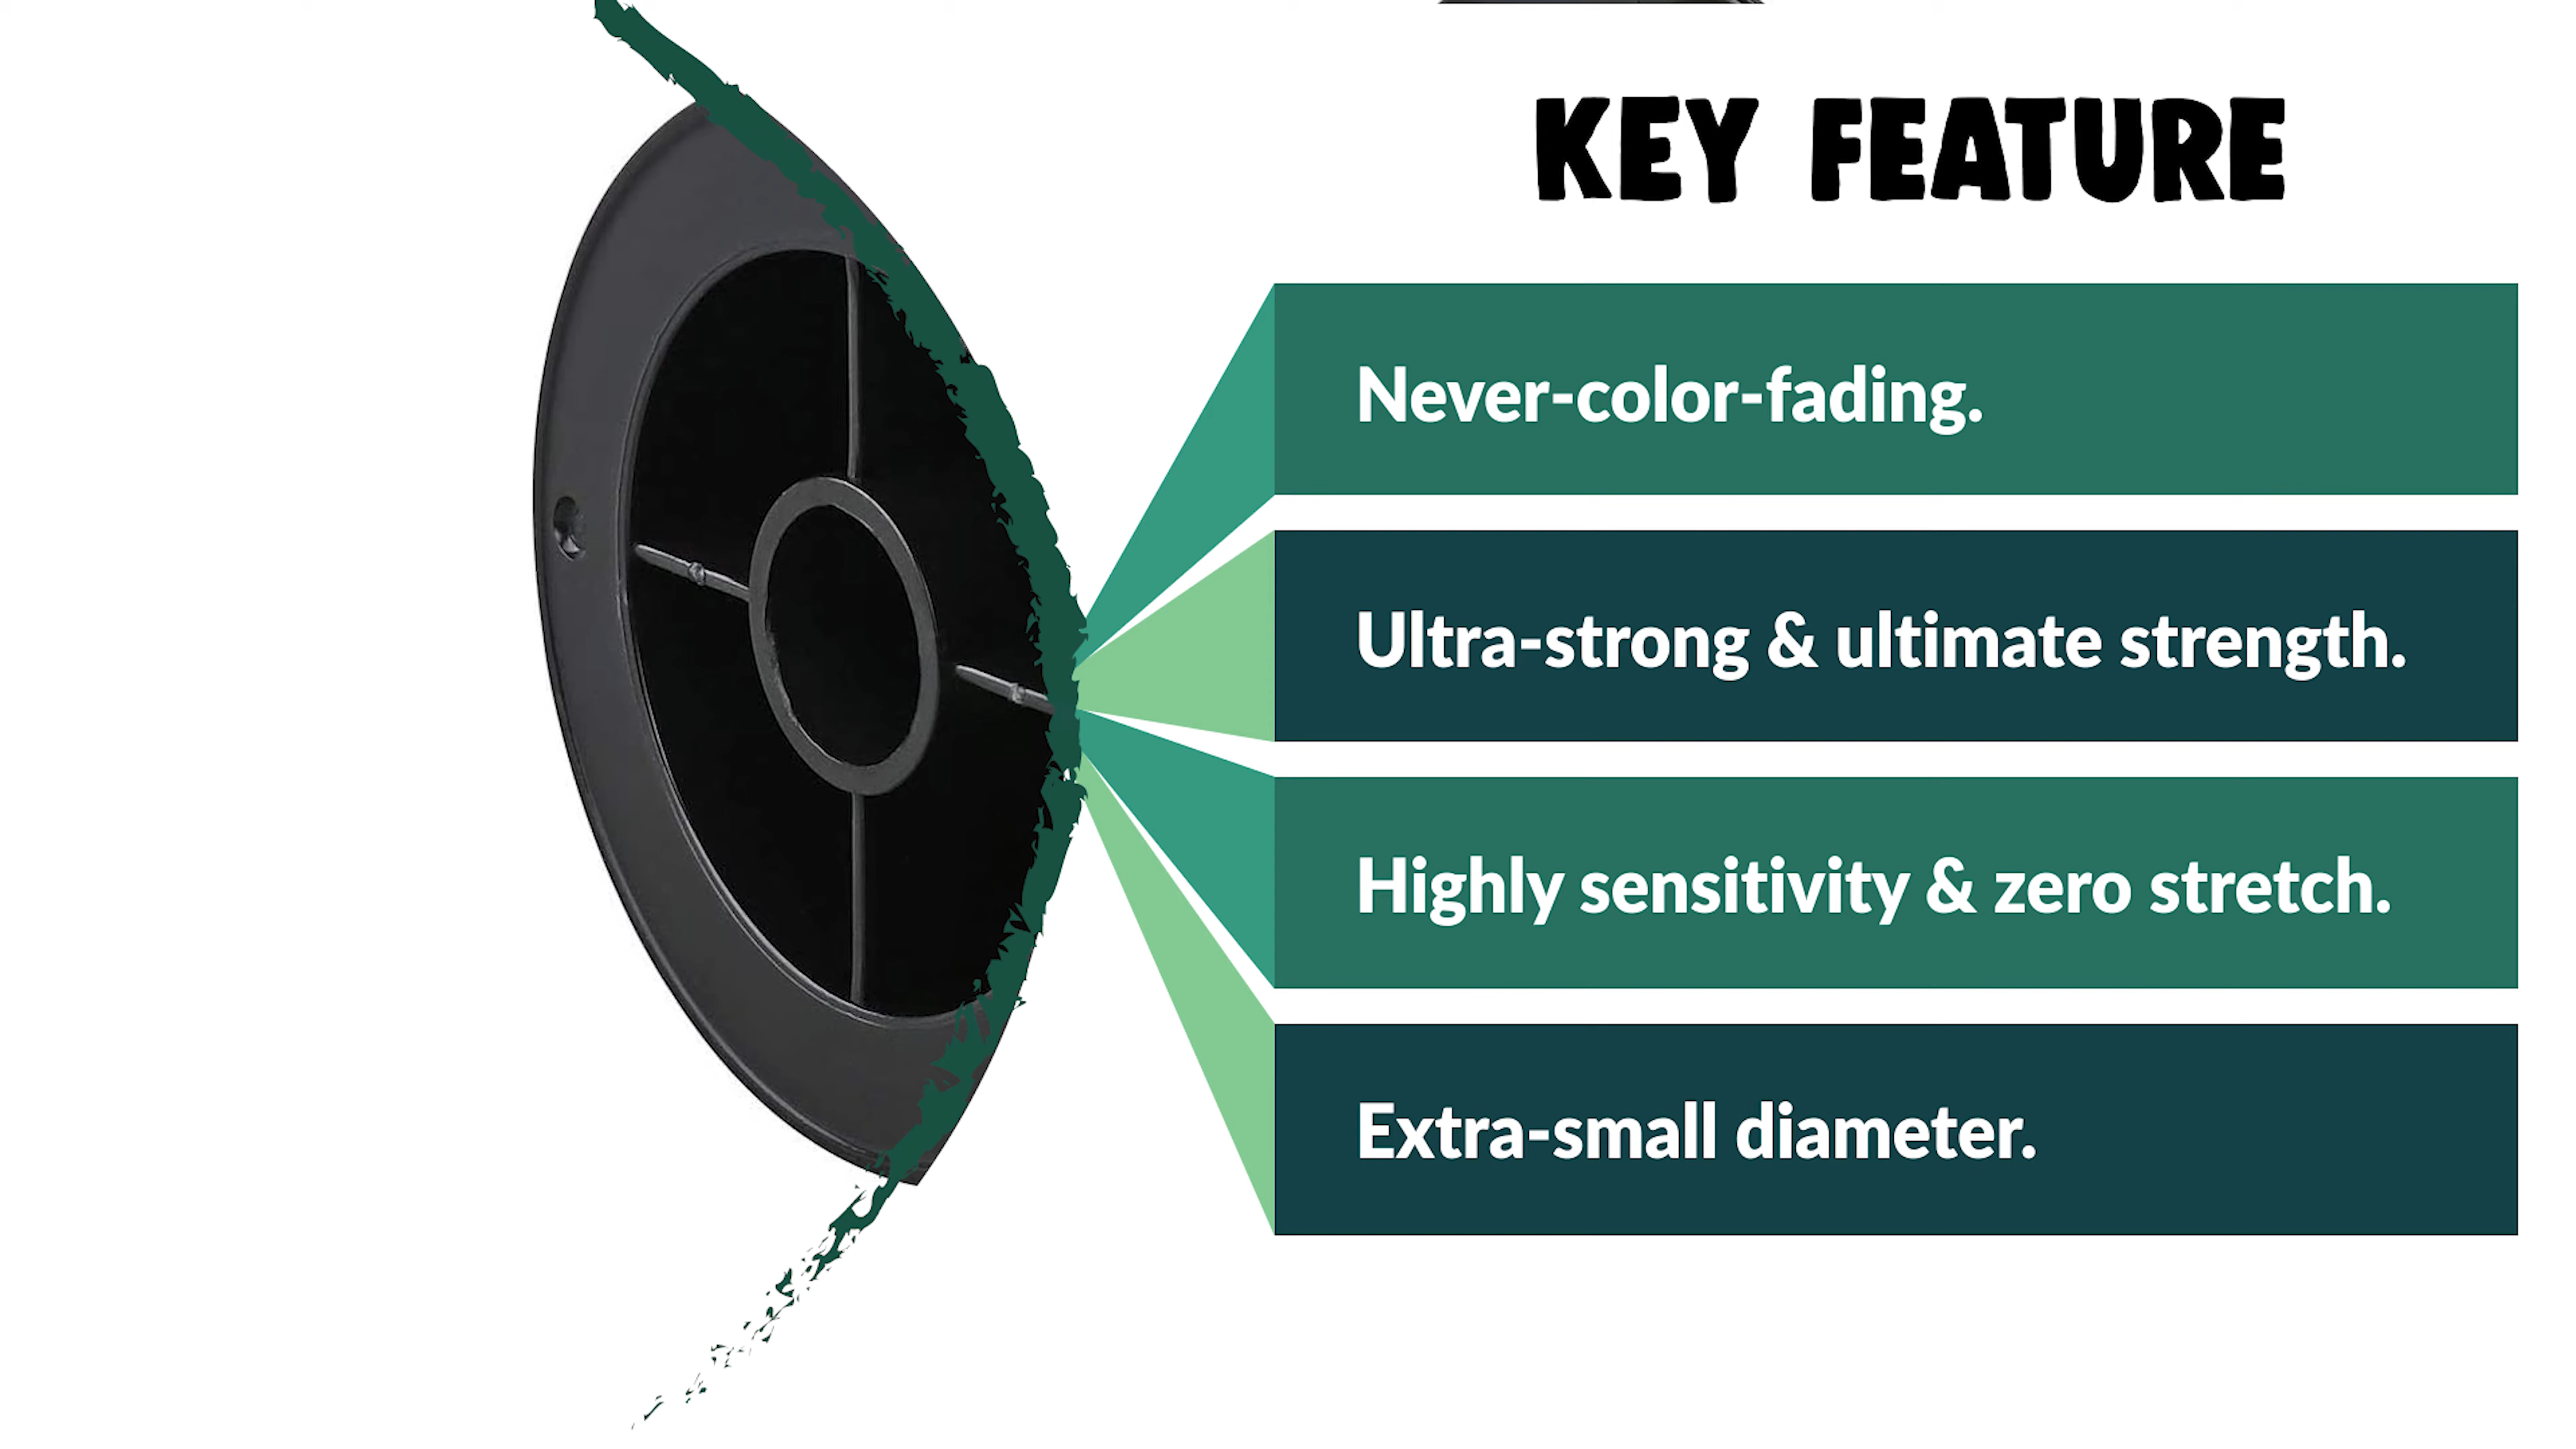 KEY FEATURE
Never-color-fading.
Ultra-strong & ultimate strength.
Highly sensitivity & zero stretch.
Extra-small diameter.